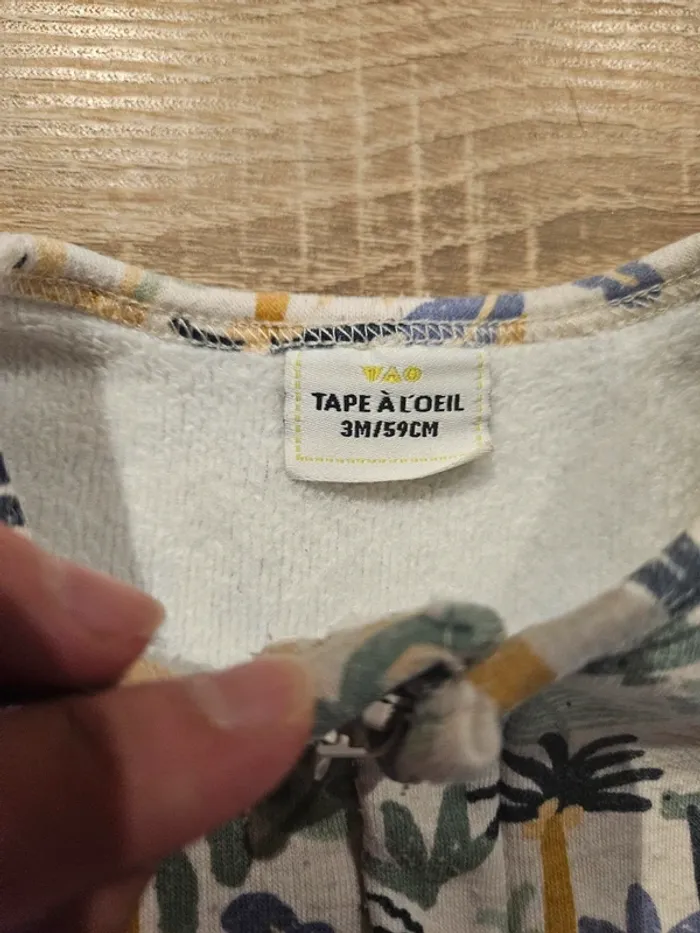 TAO
TAPE À L'OEIL
3M/59CM